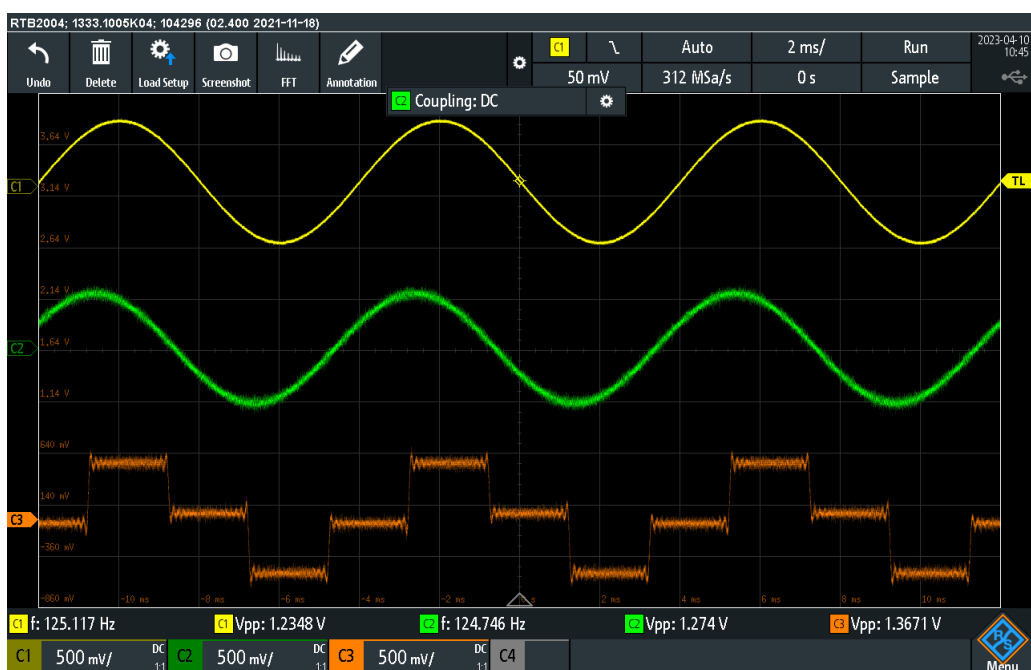 RTB2004; 1333.1005K04; 104296 (02.400 2021-11-18)
Undo
Delete
Load Setup
Screenshot
FFT
Annotation
C1
Auto
2 ms/
Run
2023-04-10
10:45
50 mV
312 MSa/s
0 s
Sample
C2 Coupling: DC
3.64 V
C1
3.14 V
TL
2.64 V
2.14 V
C2
1.64 V
1.14 V
640 mV
140 mV
C3
-360 mV
-860 mV
-10 ms
-8 ms
-6 ms
-4 ms
-2 ms
2 ms
4 ms
6 ms
8 ms
10 ms
C1 f: 125.117 Hz
C1 Vpp: 1.2348 V
C2 f: 124.746 Hz
C2 Vpp: 1.274 V
C3 Vpp: 1.3671 V
C1 500 mV/ DC 1:1
C2 500 mV/ DC 1:1
C3 500 mV/ DC 1:1
C4
R&S
Menu